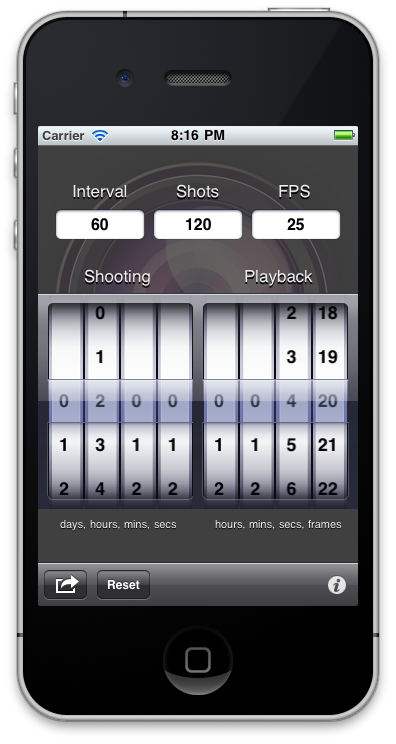 Carrier 8:16 PM
Interval Shots FPS
60 120 25
Shooting Playback
0 2 18
1 3 19
0 2 0 0 0 0 4 20
1 3 1 1 1 1 5 21
2 4 2 2 2 2 6 22
days, hours, mins, secs hours, mins, secs, frames
Reset i